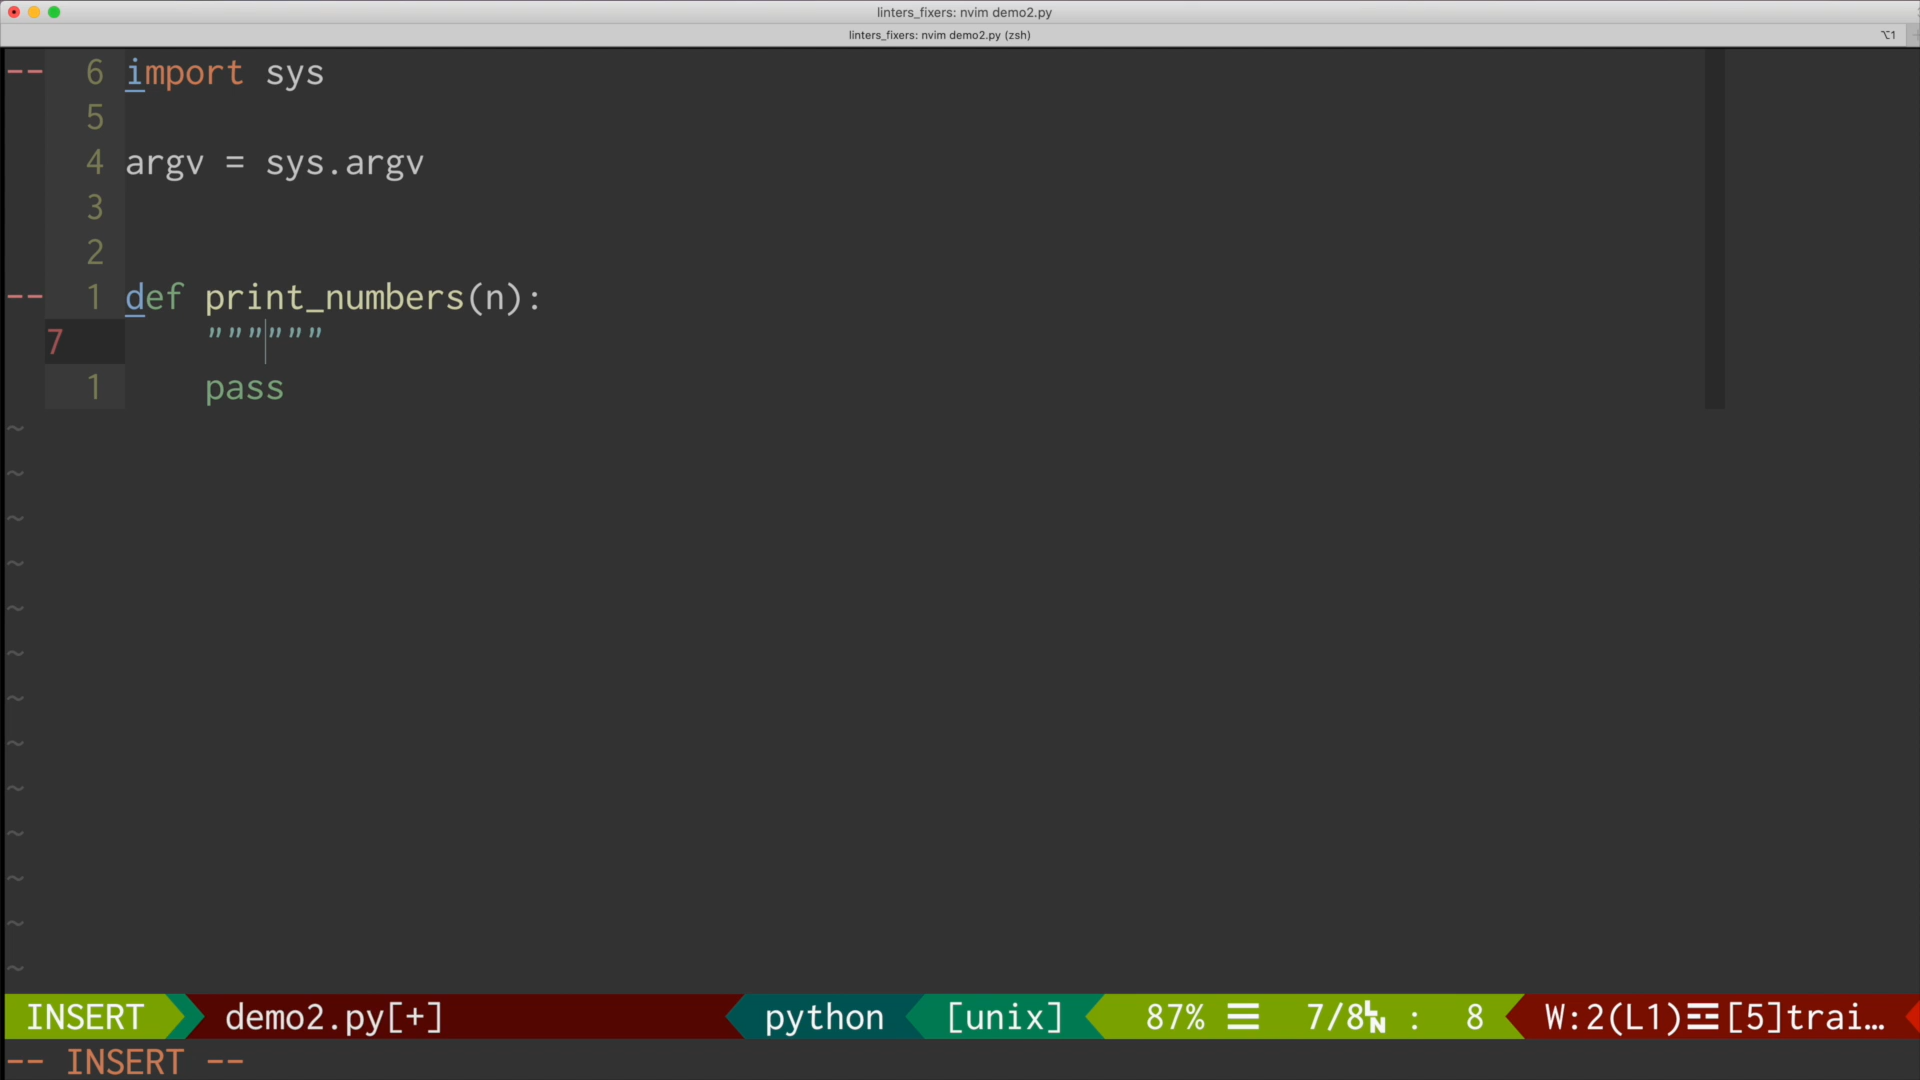 linters_fixers: nvim demo2.py
linters_fixers: nvim demo2.py (zsh) ⌥1
-- 6 import sys
5
4 argv = sys.argv
3
2
-- 1 def print_numbers(n):
7 """"""
1 pass
~
~
~
~
~
~
~
~
~
~
~
~
~
INSERT demo2.py[+] python [unix] 87% ☰ 7/8␤ : 8 W:2(L1)☲[5]trai…
-- INSERT --